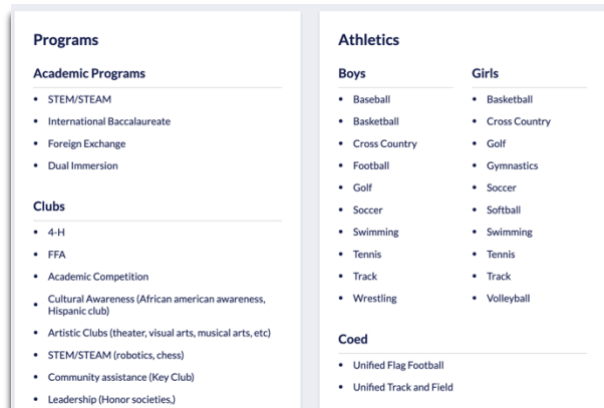 Programs
Academic Programs
• STEM/STEAM
• International Baccalaureate
• Foreign Exchange
• Dual Immersion
Clubs
• 4-H
• FFA
• Academic Competition
• Cultural Awareness (African american awareness,
Hispanic club)
• Artistic Clubs (theater, visual arts, musical arts, etc)
• STEM/STEAM (robotics, chess)
• Community assistance (Key Club)
• Leadership (Honor societies,)
Athletics
Boys
• Baseball
• Basketball
• Cross Country
• Football
• Golf
• Soccer
• Swimming
• Tennis
• Track
• Wrestling
Girls
• Basketball
• Cross Country
• Golf
• Gymnastics
• Soccer
• Softball
• Swimming
• Tennis
• Track
• Volleyball
Coed
• Unified Flag Football
• Unified Track and Field